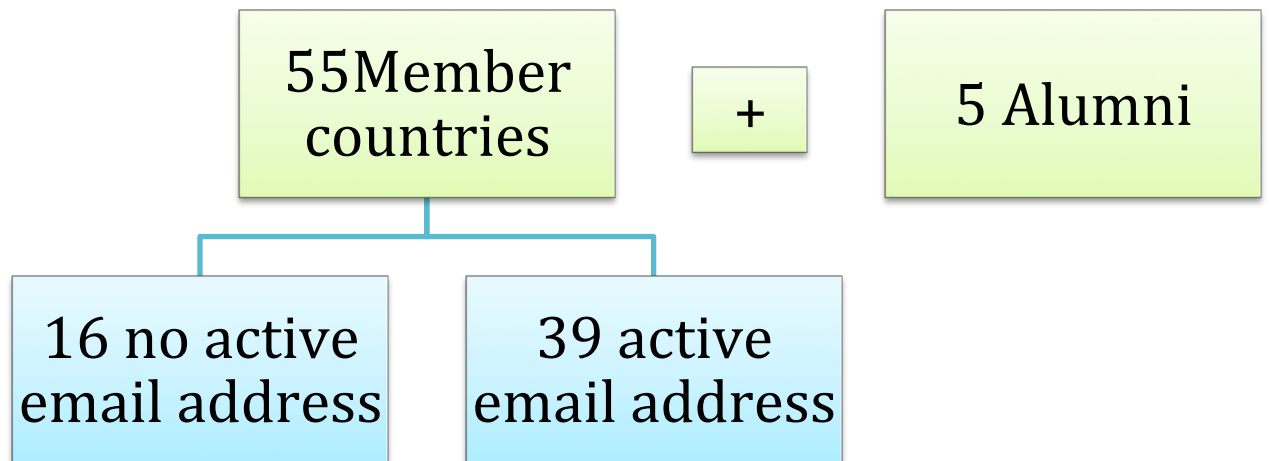 55Member
countries
+
5 Alumni
16 no active
email address
39 active
email address